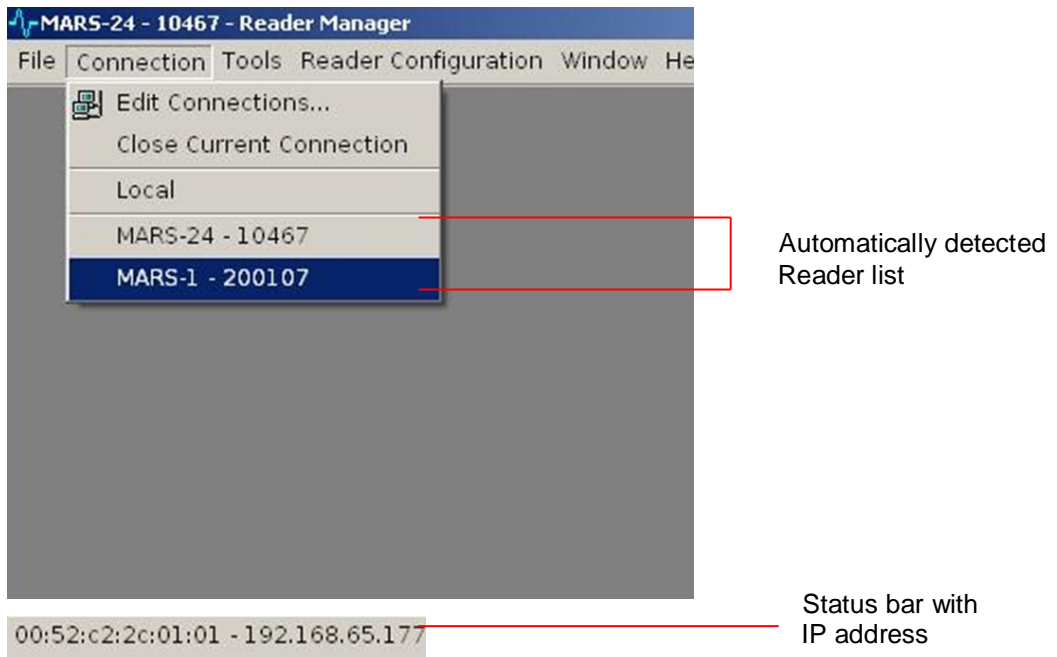 MARS-24 - 10467 - Reader Manager
File Connection Tools Reader Configuration Window He
Edit Connections...
Close Current Connection
Local
MARS-24 - 10467
MARS-1 - 200107
Automatically detected
Reader list
Status bar with
IP address
00:52:c2:2c:01:01 - 192.168.65.177